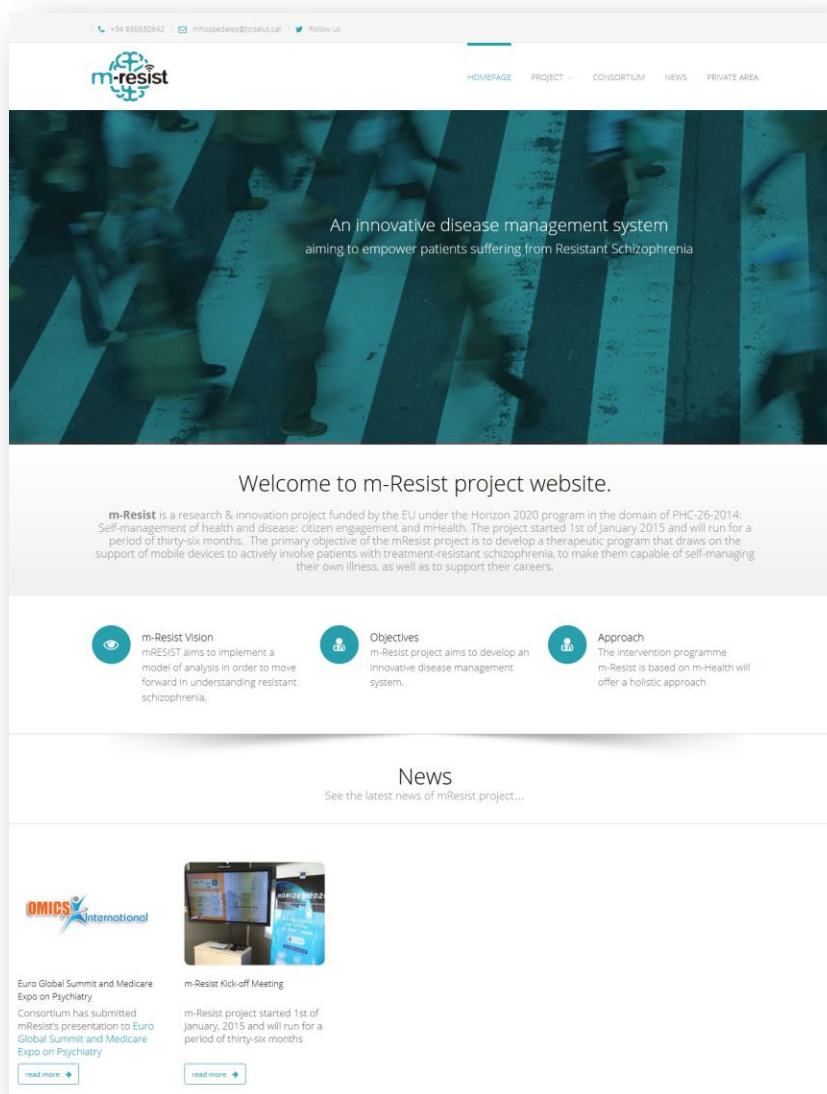 +34 935532642 mhospedales@ticsalut.cat Follow us
m-resist
HOMEPAGE PROJECT CONSORTIUM NEWS PRIVATE AREA
An innovative disease management system
aiming to empower patients suffering from Resistant Schizophrenia
Welcome to m-Resist project website.
m-Resist is a research & innovation project funded by the EU under the Horizon 2020 program in the domain of PHC-26-2014:
Self-management of health and disease: citizen engagement and mHealth. The project started 1st of January 2015 and will run for a
period of thirty-six months. The primary objective of the mResist project is to develop a therapeutic program that draws on the
support of mobile devices to actively involve patients with treatment-resistant schizophrenia, to make them capable of self-managing
their own illness, as well as to support their careers.
m-Resist Vision
mRESIST aims to implement a
model of analysis in order to move
forward in understanding resistant
schizophrenia.
Objectives
m-Resist project aims to develop an
innovative disease management
system.
Approach
The intervention programme
m-Resist is based on m-Health will
offer a holistic approach
News
See the latest news of mResist project...
OMICS International
Euro Global Summit and Medicare
Expo on Psychiatry
Consortium has submitted
mResist's presentation to Euro
Global Summit and Medicare
Expo on Psychiatry
read more
HORIZON 2020
m-Resist Kick-off Meeting
m-Resist project started 1st of
January, 2015 and will run for a
period of thirty-six months
read more